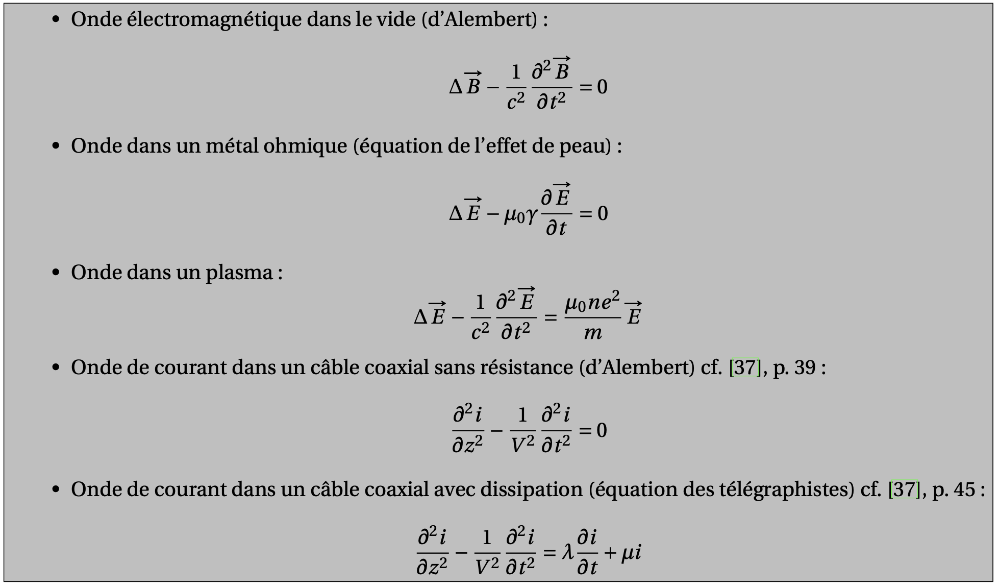 • Onde électromagnétique dans le vide (d’Alembert) :
$$\Delta \overrightarrow{B} - \frac{1}{c^2} \frac{\partial^2 \overrightarrow{B}}{\partial t^2} = 0$$
• Onde dans un métal ohmique (équation de l’effet de peau) :
$$\Delta \overrightarrow{E} - \mu_0 \gamma \frac{\partial \overrightarrow{E}}{\partial t} = 0$$
• Onde dans un plasma :
$$\Delta \overrightarrow{E} - \frac{1}{c^2} \frac{\partial^2 \overrightarrow{E}}{\partial t^2} = \frac{\mu_0 n e^2}{m} \overrightarrow{E}$$
• Onde de courant dans un câble coaxial sans résistance (d’Alembert) cf. [37], p. 39 :
$$\frac{\partial^2 i}{\partial z^2} - \frac{1}{V^2} \frac{\partial^2 i}{\partial t^2} = 0$$
• Onde de courant dans un câble coaxial avec dissipation (équation des télégraphistes) cf. [37], p. 45 :
$$\frac{\partial^2 i}{\partial z^2} - \frac{1}{V^2} \frac{\partial^2 i}{\partial t^2} = \lambda \frac{\partial i}{\partial t} + \mu i$$